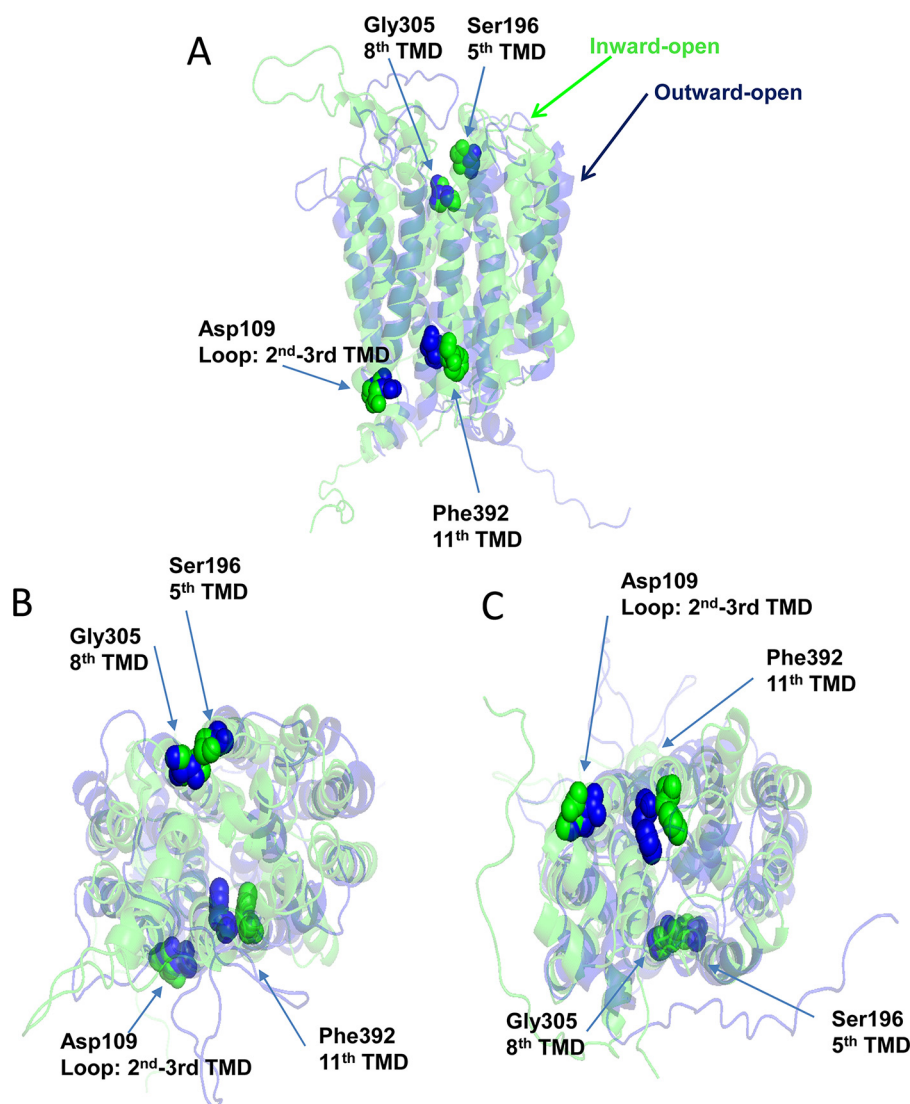 A
Gly305
8th TMD
Ser196
5th TMD
Inward-open
Outward-open
Asp109
Loop: 2nd-3rd TMD
Phe392
11th TMD
B
Ser196
5th TMD
Gly305
8th TMD
Asp109
Loop: 2nd-3rd TMD
Phe392
11th TMD
C
Asp109
Loop: 2nd-3rd TMD
Phe392
11th TMD
Gly305
8th TMD
Ser196
5th TMD